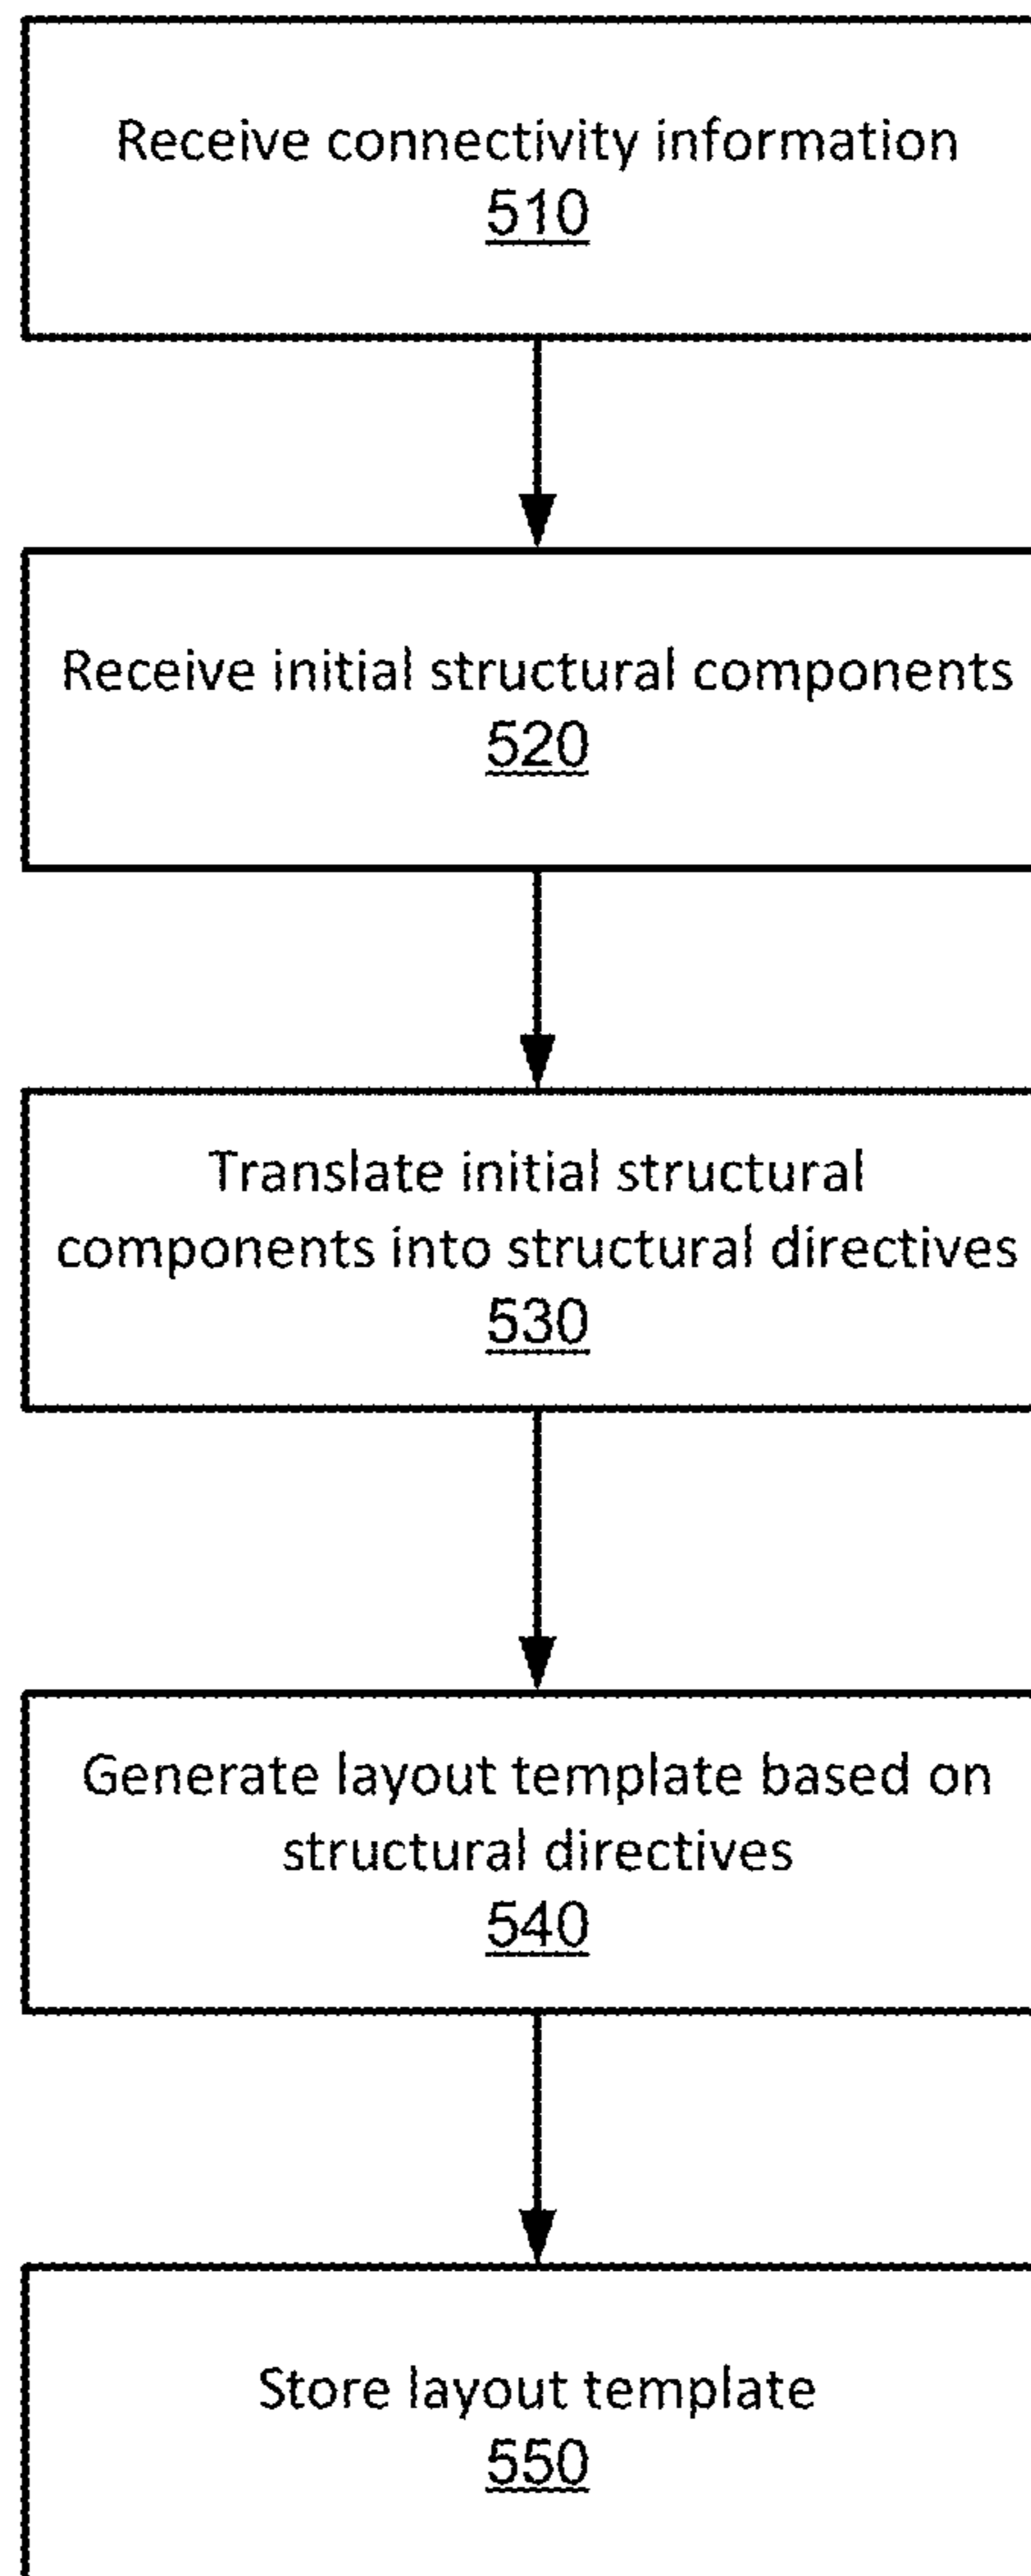 Receive connectivity information
510
Receive initial structural components
520
Translate initial structural
components into structural directives
530
Generate layout template based on
structural directives
540
Store layout template
550